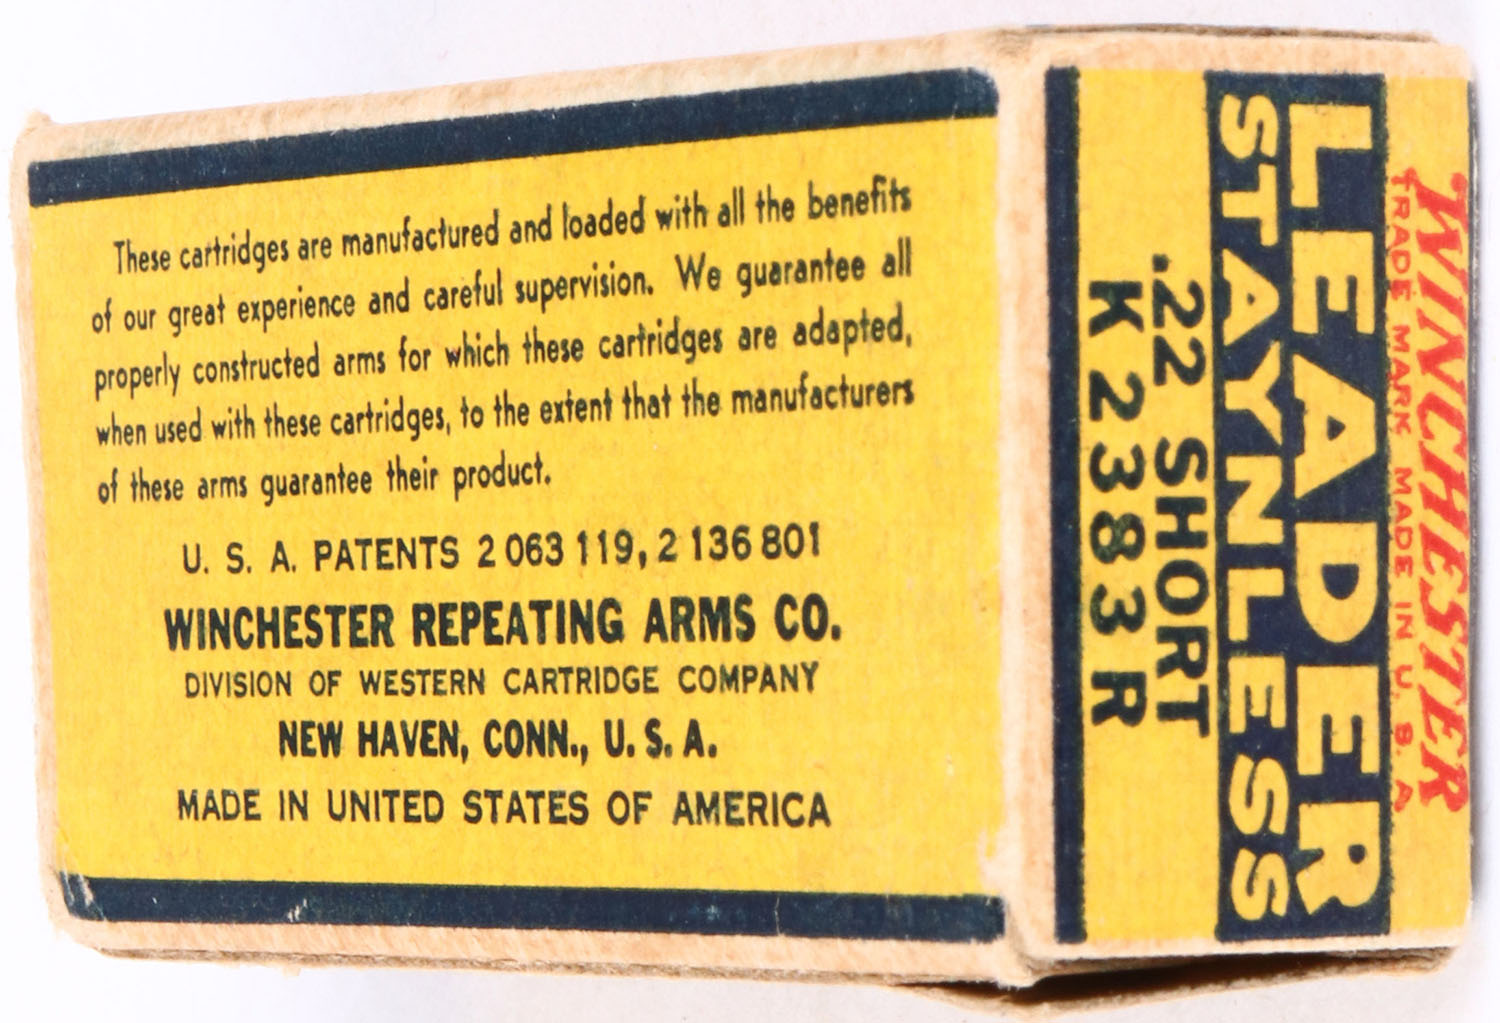 These cartridges are manufactured and loaded with all the benefits
of our great experience and careful supervision. We guarantee all
properly constructed arms for which these cartridges are adapted,
when used with these cartridges, to the extent that the manufacturers
of these arms guarantee their product.
U. S. A. PATENTS 2 063 119, 2 136 801
WINCHESTER REPEATING ARMS CO.
DIVISION OF WESTERN CARTRIDGE COMPANY
NEW HAVEN, CONN., U. S. A.
MADE IN UNITED STATES OF AMERICA
WINCHESTER
TRADE MARK MADE IN U. S. A
LEADER
STAYNLESS
.22 SHORT
K 2383 R